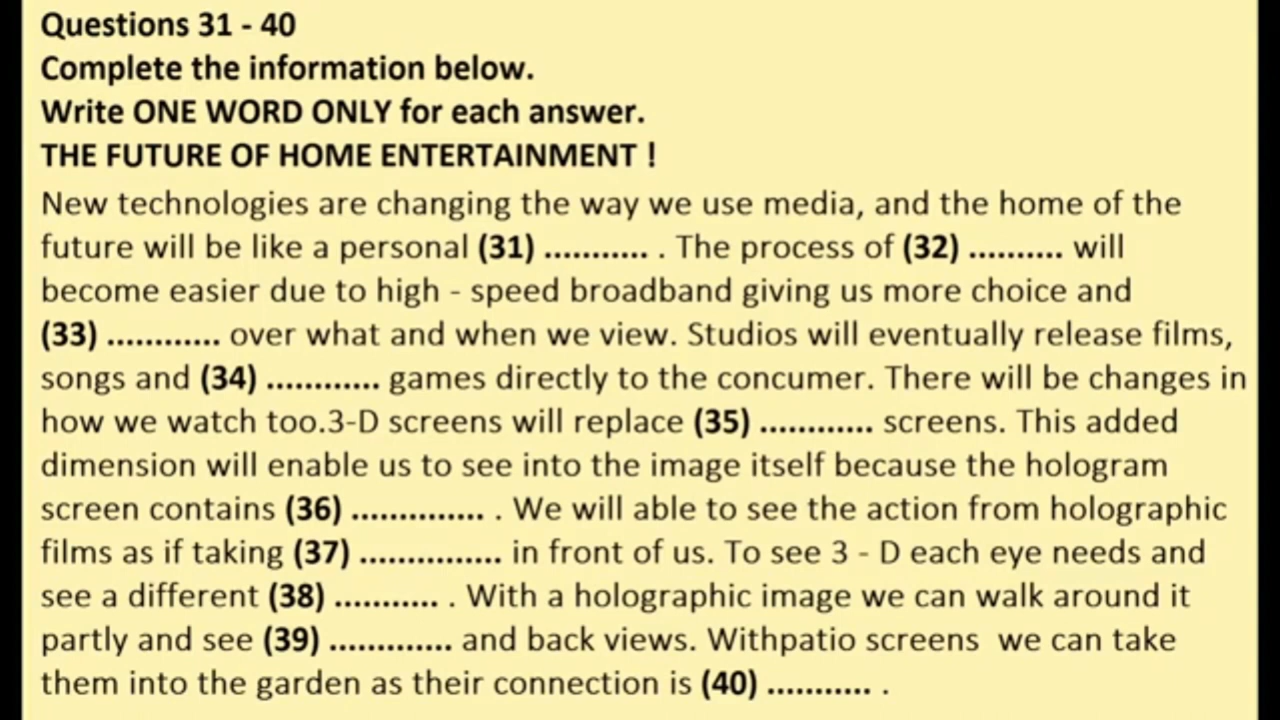 Questions 31 - 40
Complete the information below.
Write ONE WORD ONLY for each answer.
THE FUTURE OF HOME ENTERTAINMENT !
New technologies are changing the way we use media, and the home of the
future will be like a personal (31) ........... . The process of (32) .......... will
become easier due to high - speed broadband giving us more choice and
(33) ............ over what and when we view. Studios will eventually release films,
songs and (34) ............ games directly to the concumer. There will be changes in
how we watch too.3-D screens will replace (35) ............ screens. This added
dimension will enable us to see into the image itself because the hologram
screen contains (36) .............. . We will able to see the action from holographic
films as if taking (37) ............... in front of us. To see 3 - D each eye needs and
see a different (38) ........... . With a holographic image we can walk around it
partly and see (39) ............. and back views. Withpatio screens  we can take
them into the garden as their connection is (40) ........... .